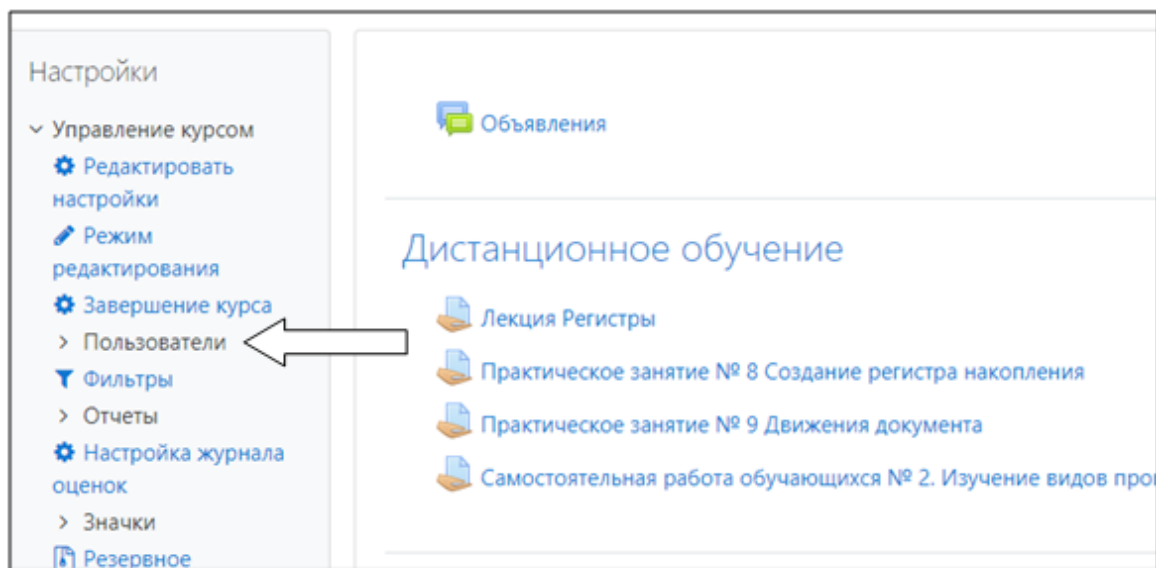 Настройки
Управление курсом
Редактировать
настройки
Режим
редактирования
Завершение курса
Пользователи
Фильтры
Отчеты
Настройка журнала
оценок
Значки
Резервное
Объявления
Дистанционное обучение
Лекция Регистры
Практическое занятие № 8 Создание регистра накопления
Практическое занятие № 9 Движения документа
Самостоятельная работа обучающихся № 2. Изучение видов